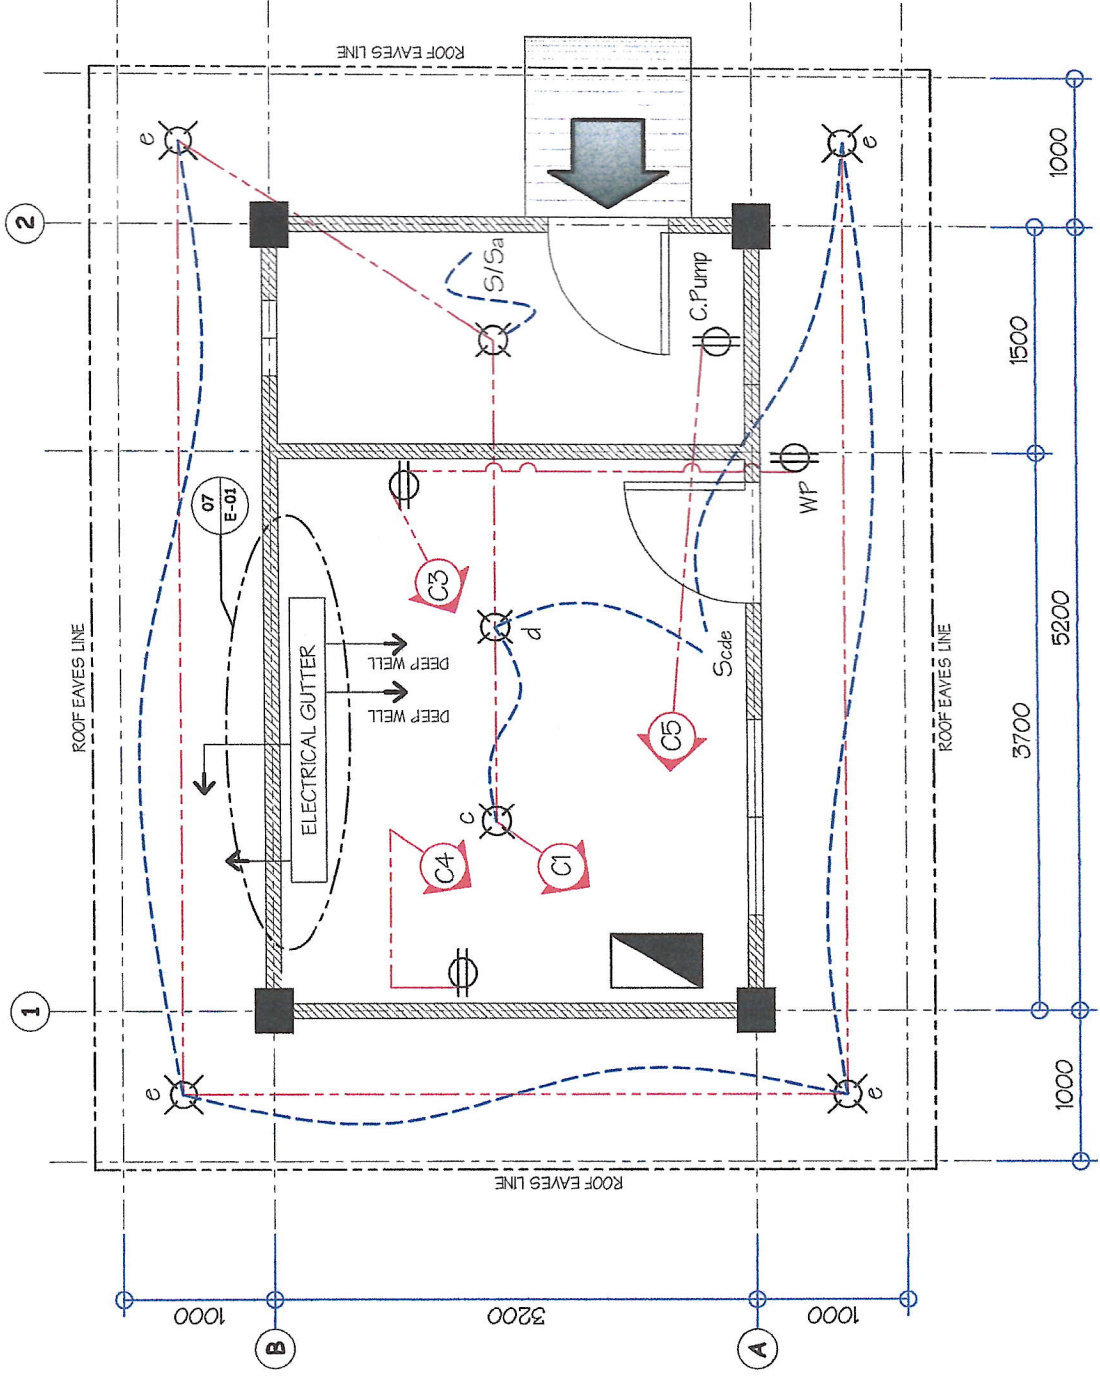 ROOF EAVES LINE
e
e
2
S/Sa
C.Pump
1000
1500
07
E-01
ROOF EAVES LINE
C3
WP
DEEP WELL
DEEP WELL
ELECTRICAL GUTTER
d
Scde
C5
ROOF EAVES LINE
5200
3700
c
C4
C1
1
e
e
1000
ROOF EAVES LINE
1000
3200
1000
B
A